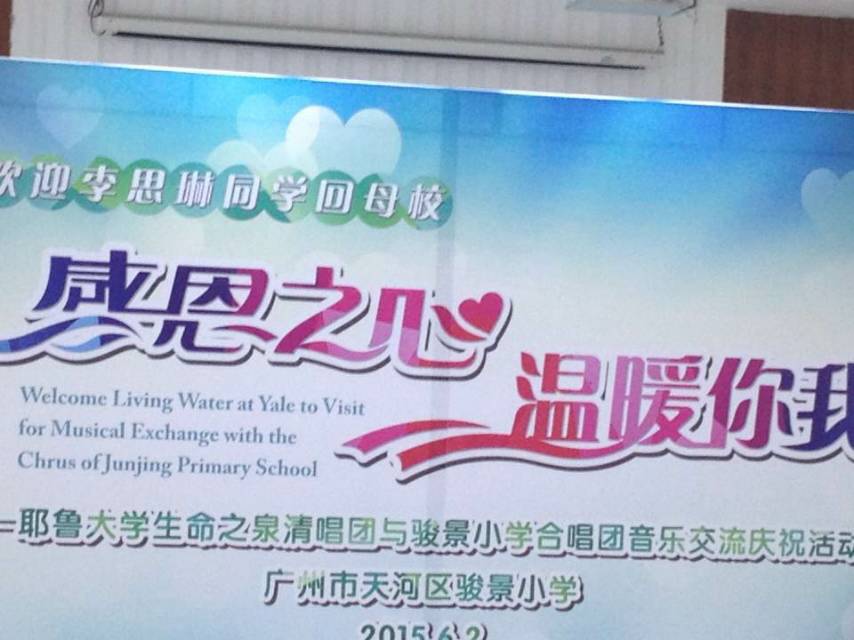 欢迎李思琳同学回母校
感恩之心
温暖你我
Welcome Living Water at Yale to Visit
for Musical Exchange with the
Chrus of Junjing Primary School
—耶鲁大学生命之泉清唱团与骏景小学合唱团音乐交流庆祝活动
广州市天河区骏景小学
2015.6.2